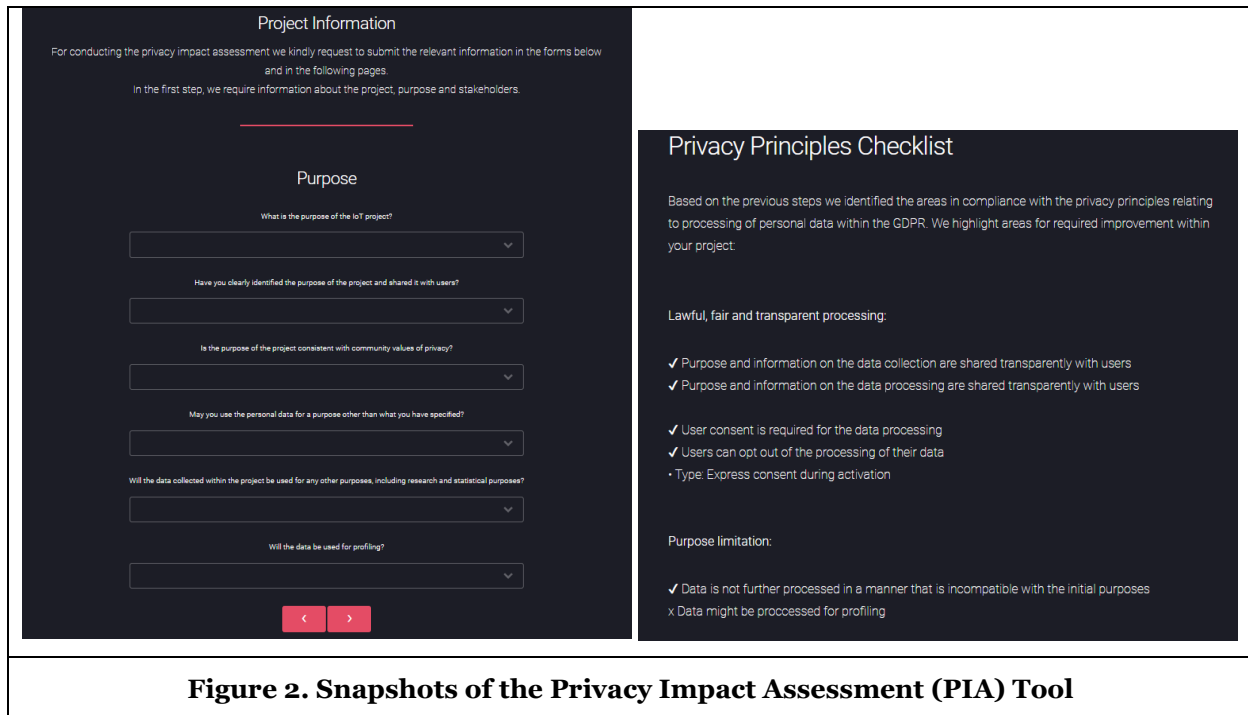 Project Information
For conducting the privacy impact assessment we kindly request to submit the relevant information in the forms below
and in the following pages.
In the first step, we require information about the project, purpose and stakeholders.
Purpose
What is the purpose of the IoT project?
Have you clearly identified the purpose of the project and shared it with users?
Is the purpose of the project consistent with community values of privacy?
May you use the personal data for a purpose other than what you have specified?
Will the data collected within the project be used for any other purposes, including research and statistical purposes?
Will the data be used for profiling?
‹ ›
Privacy Principles Checklist
Based on the previous steps we identified the areas in compliance with the privacy principles relating
to processing of personal data within the GDPR. We highlight areas for required improvement within
your project:
Lawful, fair and transparent processing:
✓ Purpose and information on the data collection are shared transparently with users
✓ Purpose and information on the data processing are shared transparently with users
✓ User consent is required for the data processing
✓ Users can opt out of the processing of their data
• Type: Express consent during activation
Purpose limitation:
✓ Data is not further processed in a manner that is incompatible with the initial purposes
x Data might be proccessed for profiling
Figure 2. Snapshots of the Privacy Impact Assessment (PIA) Tool